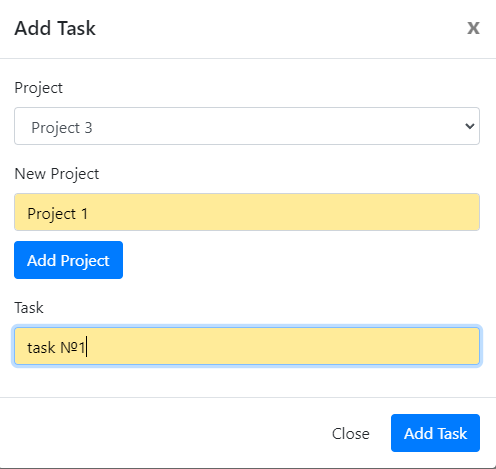 Add Task
x
Project
Project 3
New Project
Project 1
Add Project
Task
task №1
Close
Add Task